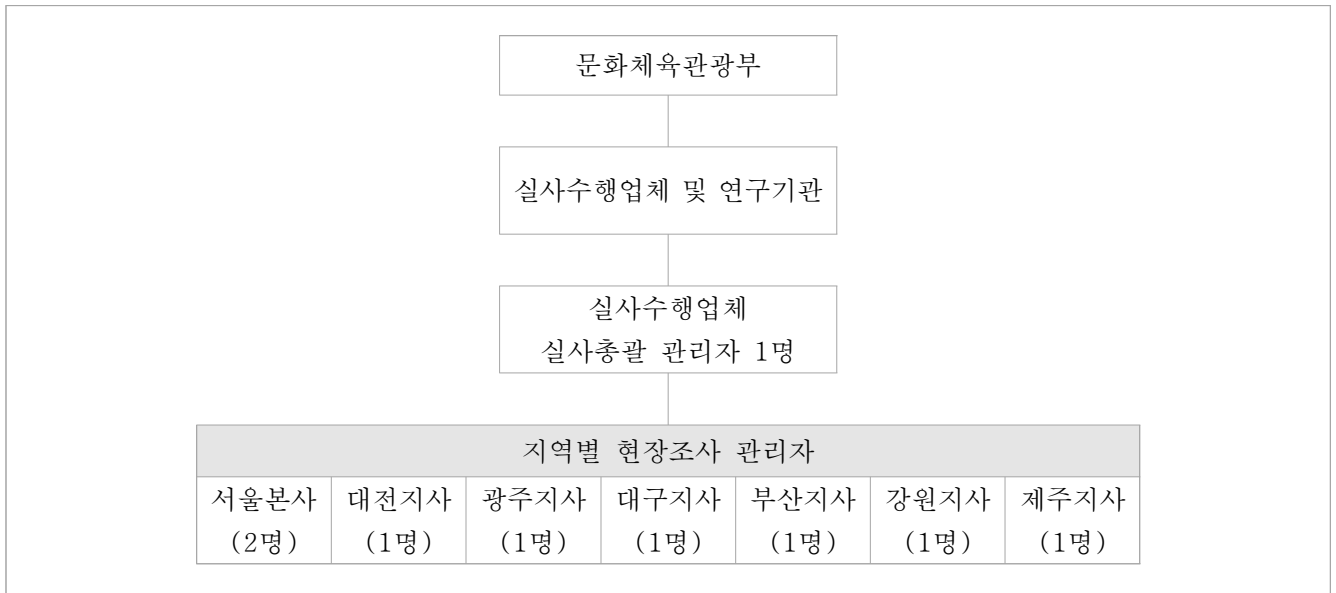 문화체육관광부
실사수행업체 및 연구기관
실사수행업체
실사총괄 관리자 1명
지역별 현장조사 관리자
서울본사 대전지사 광주지사 대구지사 부산지사 강원지사 제주지사
(2명) (1명) (1명) (1명) (1명) (1명) (1명)